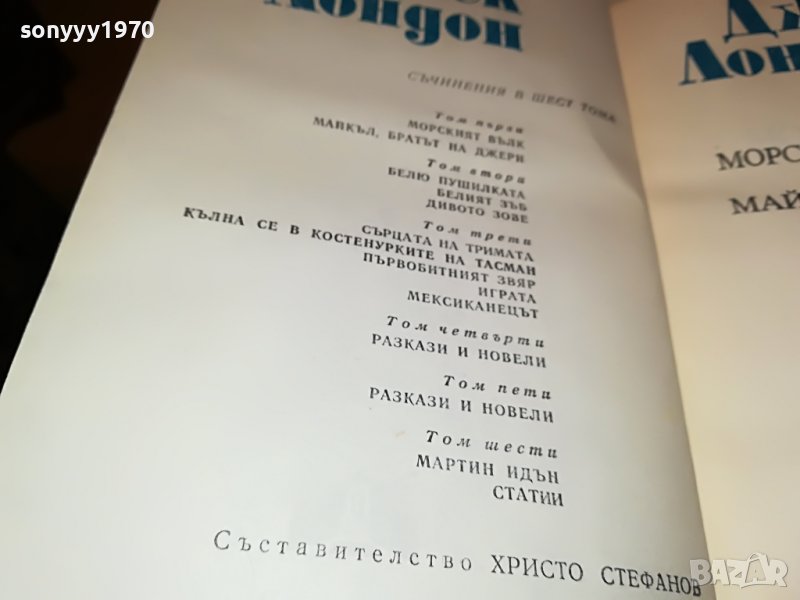 sonyyy1970
Лондон
СЪЧИНЕНИЯ В ШЕСТ ТОМА
Том първи
МОРСКИЯТ ВЪЛК
МАЙКЪЛ, БРАТЪТ НА ДЖЕРИ
Том втори
БЕЛЮ ПУШИЛКАТА
БЕЛИЯТ ЗЪБ
ДИВОТО ЗОВЕ
Том трети
СЪРЦАТА НА ТРИМАТА
КЪЛНА СЕ В КОСТЕНУРКИТЕ НА ТАСМАН
ПЪРВОБИТНИЯТ ЗВЯР
ИГРАТА
МЕКСИКАНЕЦЪТ
Том четвърти
РАЗКАЗИ И НОВЕЛИ
Том пети
РАЗКАЗИ И НОВЕЛИ
Том шести
МАРТИН ИДЪН
СТАТИИ
Съставителство ХРИСТО СТЕФАНОВ
Дж
Лон
МОРС
МАЙ
BAZAR.BG